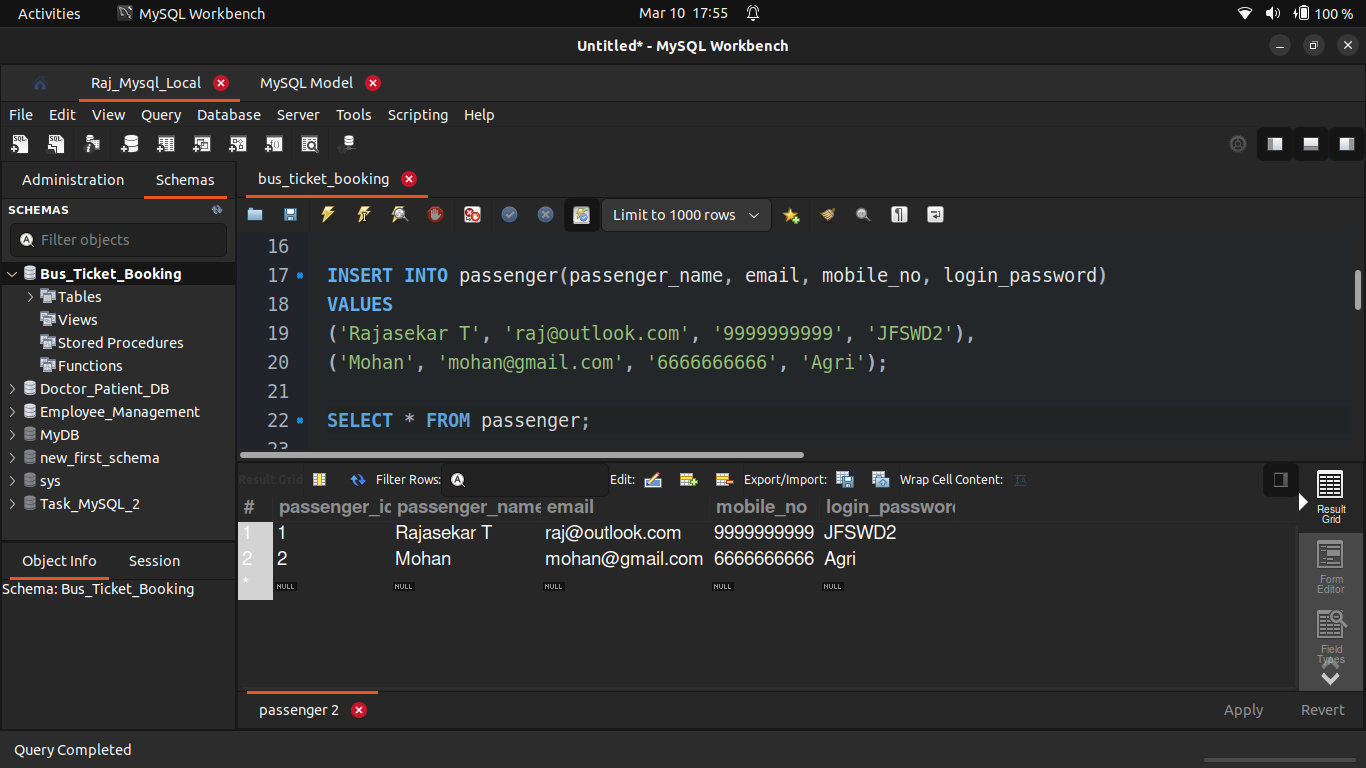 Activities MySQL Workbench Mar 10 17:55 100 %
Untitled* - MySQL Workbench
Raj_Mysql_Local MySQL Model
File Edit View Query Database Server Tools Scripting Help
Administration Schemas
bus_ticket_booking
SCHEMAS
Filter objects
Limit to 1000 rows
Bus_Ticket_Booking
Tables
Views
Stored Procedures
Functions
Doctor_Patient_DB
Employee_Management
MyDB
new_first_schema
sys
Task_MySQL_2
Object Info Session
Schema: Bus_Ticket_Booking
16
17 INSERT INTO passenger(passenger_name, email, mobile_no, login_password)
18 VALUES
19 ('Rajasekar T', 'raj@outlook.com', '9999999999', 'JFSWD2'),
20 ('Mohan', 'mohan@gmail.com', '6666666666', 'Agri');
21
22 SELECT * FROM passenger;
23
Result Grid Filter Rows: Edit: Export/Import: Wrap Cell Content:
# passenger_id passenger_name email mobile_no login_password
1 1 Rajasekar T raj@outlook.com 9999999999 JFSWD2
2 2 Mohan mohan@gmail.com 6666666666 Agri
* NULL NULL NULL NULL NULL
Result
Grid
Form
Editor
Field
Types
passenger 2 Apply Revert
Query Completed